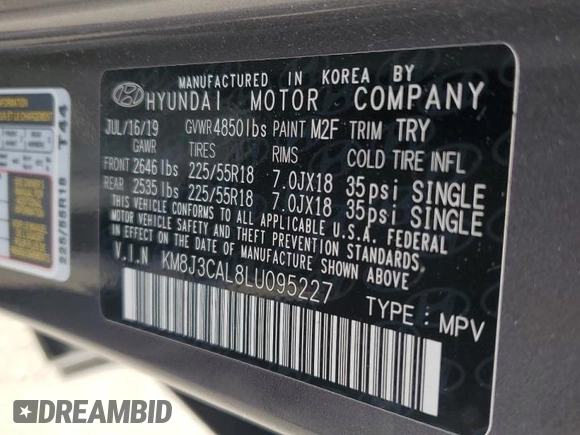 MANUFACTURED IN KOREA BY
HYUNDAI MOTOR COMPANY
JUL/16/19 GVWR 4850lbs PAINT M2F TRIM TRY
GAWR TIRES RIMS COLD TIRE INFL
FRONT 2646 lbs 225/55R18 7.0JX18 35psi SINGLE
REAR 2535 lbs 225/55R18 7.0JX18 35psi SINGLE
THIS VEHICLE CONFORMS TO ALL APPLICABLE U.S.A. FEDERAL
MOTOR VEHICLE SAFETY AND THEFT PREVENTION STANDARDS
IN EFFECT ON THE DATE OF MANUFACTURE SHOWN ABOVE.
V.I.N KM8J3CAL8LU095227
TYPE : MPV
225/55R18 T44
DREAMBID